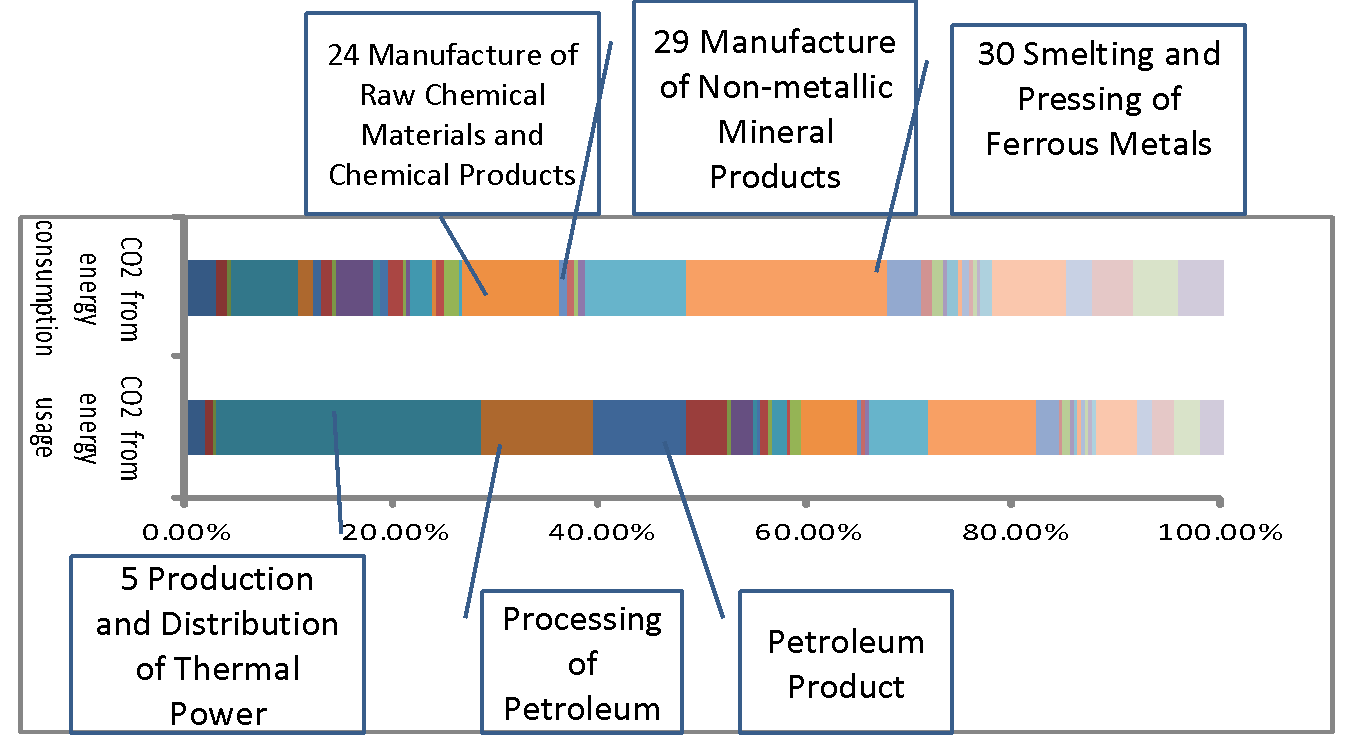 24 Manufacture of
Raw Chemical
Materials and
Chemical Products
29 Manufacture
of Non-metallic
Mineral
Products
30 Smelting and
Pressing of
Ferrous Metals
CO2 from
energy
consumption
CO2 from
energy
usage
0.00%
20.00%
40.00%
60.00%
80.00%
100.00%
5 Production
and Distribution
of Thermal
Power
Processing
of
Petroleum
Petroleum
Product